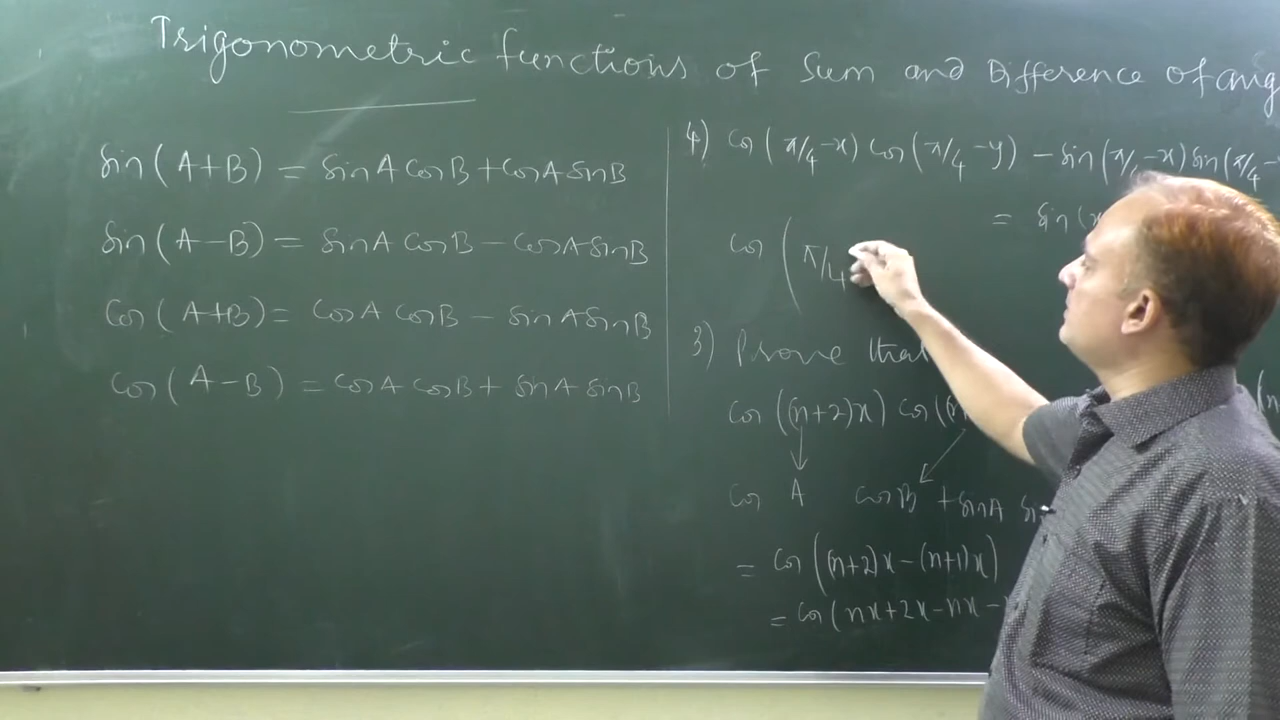 Trigonometric functions of Sum and Difference of ang
Sin(A+B) = SinA CosB + CosA SinB
Sin(A−B) = SinA CosB − CosA SinB
Cos(A+B) = CosA CosB − SinA SinB
Cos(A−B) = CosA CosB + SinA SinB
4) Cos(π/4−x) Cos(π/4−y) − Sin(π/4−x) Sin(π/4−
= Sin(x
Cos(π/4
3) Prove that
Cos((n+2)x) Cos((n
Cos A CosB + SinA Sin
= Cos((n+2)x−(n+1)x)
= Cos(nx+2x−nx−